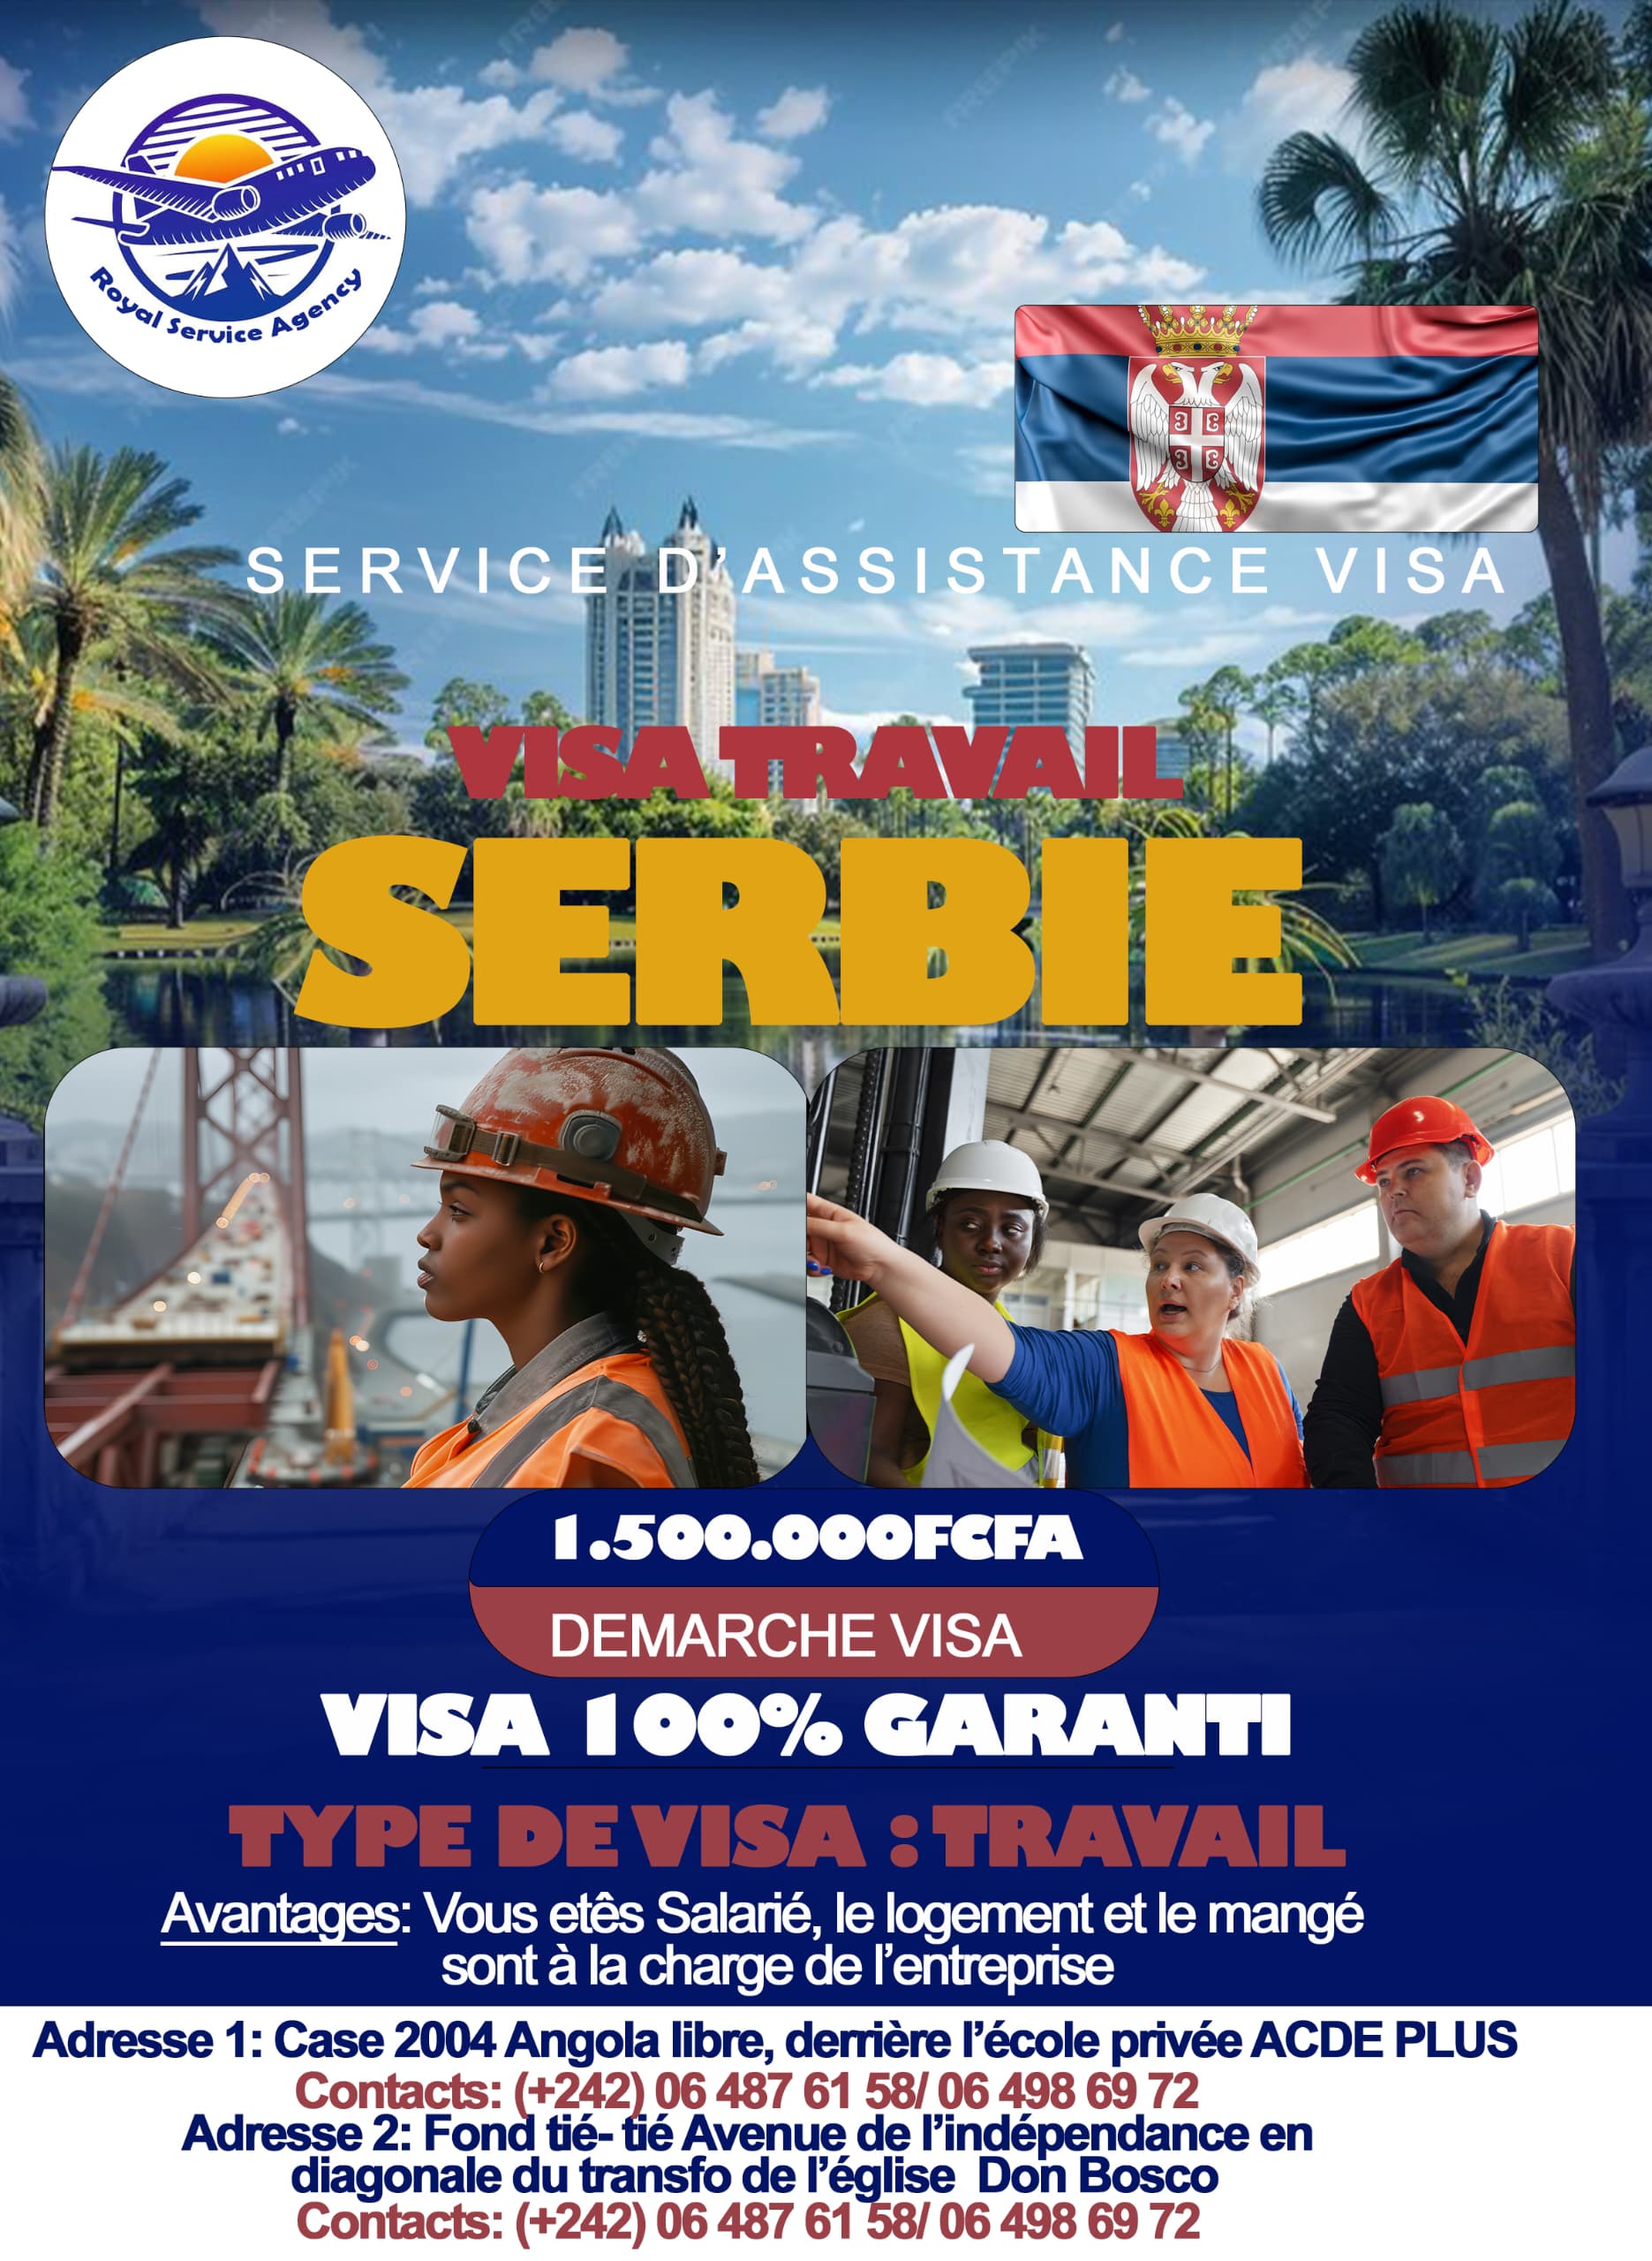 Royal Service Agency
SERVICE D'ASSISTANCE VISA
VISA TRAVAIL
SERBIE
1.500.000FCFA
DEMARCHE VISA
VISA 100% GARANTI
TYPE DE VISA : TRAVAIL
Avantages: Vous etês Salarié, le logement et le mangé
sont à la charge de l'entreprise
Adresse 1: Case 2004 Angola libre, derrière l'école privée ACDE PLUS
Contacts: (+242) 06 487 61 58/ 06 498 69 72
Adresse 2: Fond tié- tié Avenue de l'indépendance en
diagonale du transfo de l'église Don Bosco
Contacts: (+242) 06 487 61 58/ 06 498 69 72